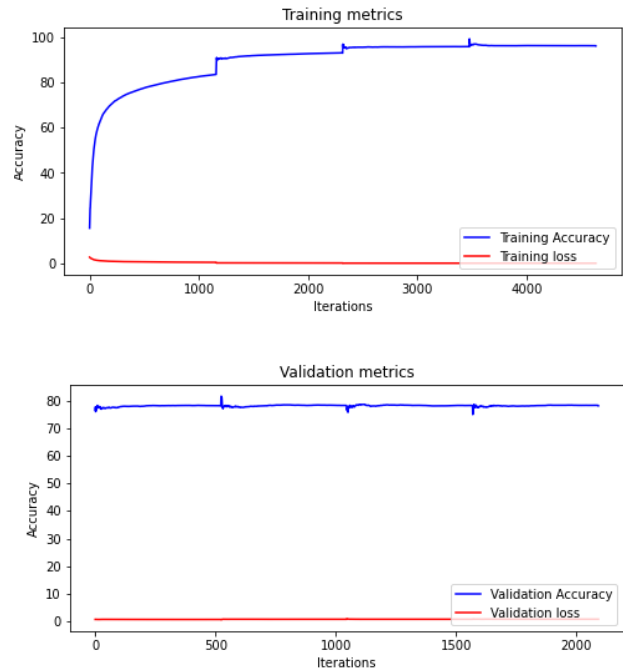 Training metrics
100
80
60
40
20
0
Accuracy
Training Accuracy
Training loss
0 1000 2000 3000 4000
Iterations
Validation metrics
80
70
60
50
40
30
20
10
0
Accuracy
Validation Accuracy
Validation loss
0 500 1000 1500 2000
Iterations